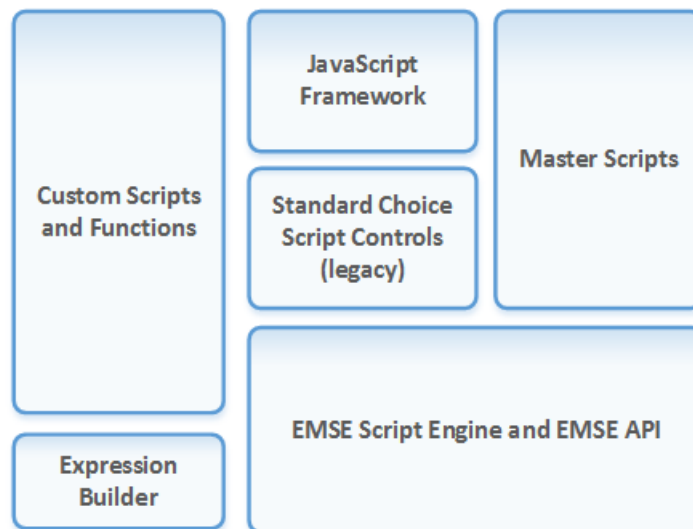 Custom Scripts
and Functions
JavaScript
Framework
Master Scripts
Standard Choice
Script Controls
(legacy)
EMSE Script Engine and EMSE API
Expression
Builder